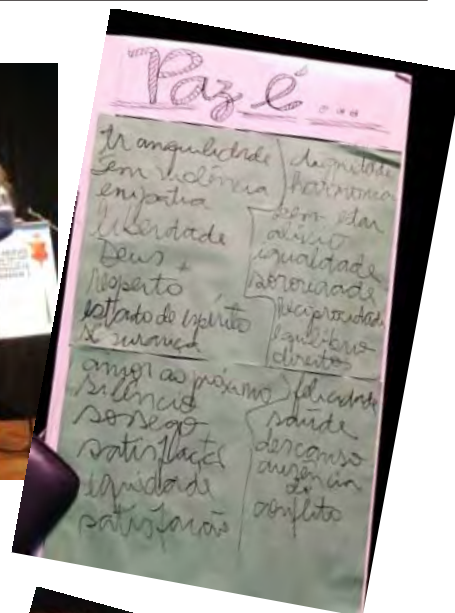 Paz é ...
tranquilidade
sem violência
empatia
liberdade
Deus
respeito
estado de espírito
dignidade
harmonia
bem estar
alívio
igualdade
sororidade
reciprocidade
equilíbrio
direitos
amor ao próximo
silêncio
sossego
satisfação
equidade
satisfação
felicidade
saúde
descanso
ausência
de
conflito